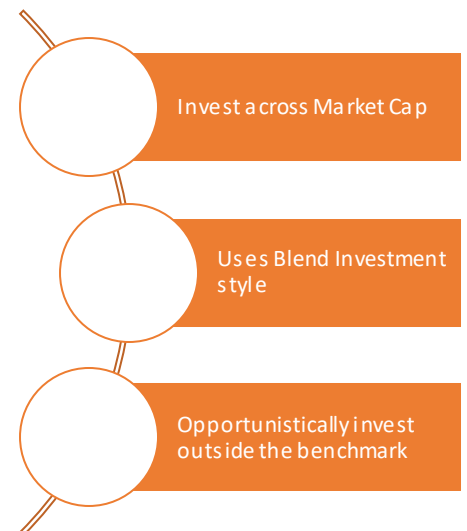 Invest across Market Cap
Uses Blend Investment
style
Opportunistically invest
outside the benchmark